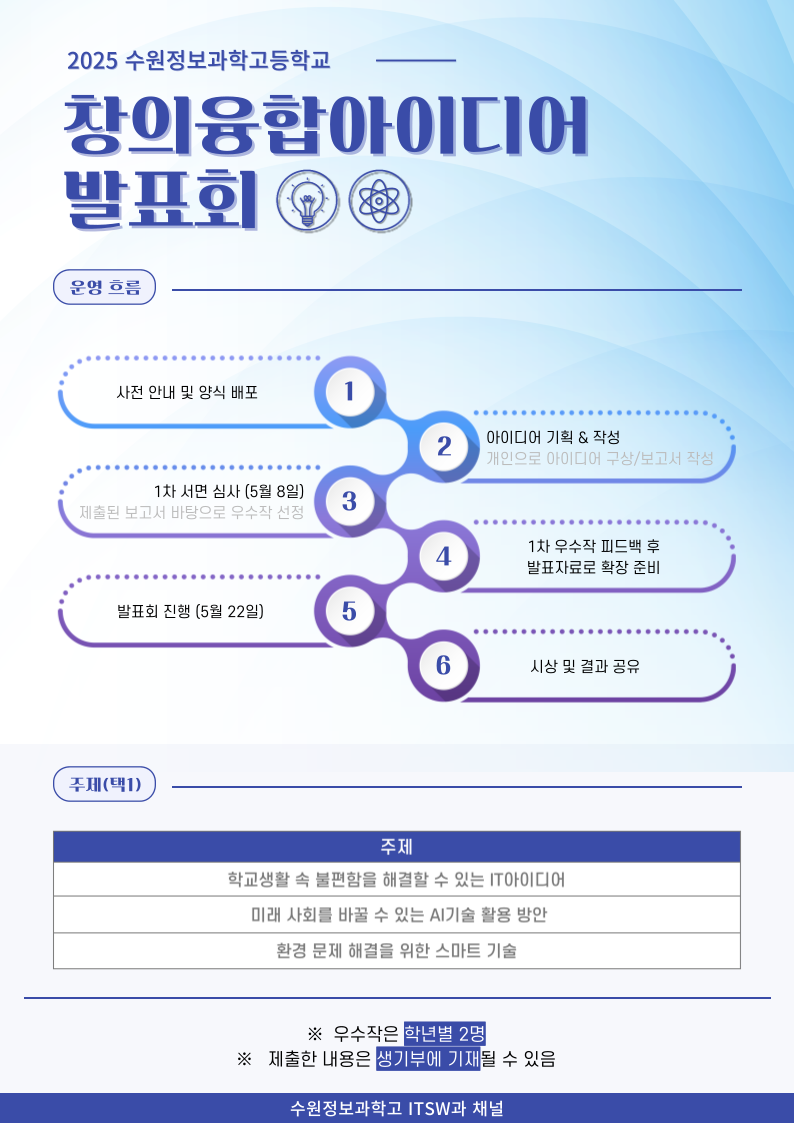 2025 수원정보과학고등학교
창의융합아이디어
발표회
운영 흐름
1
사전 안내 및 양식 배포
2
아이디어 기획 & 작성
개인으로 아이디어 구상/보고서 작성
3
1차 서면 심사 (5월 8일)
제출된 보고서 바탕으로 우수작 선정
4
1차 우수작 피드백 후
발표자료로 확장 준비
5
발표회 진행 (5월 22일)
6
시상 및 결과 공유
주제(택1)
주제
학교생활 속 불편함을 해결할 수 있는 IT아이디어
미래 사회를 바꿀 수 있는 AI기술 활용 방안
환경 문제 해결을 위한 스마트 기술
※ 우수작은 학년별 2명
※ 제출한 내용은 생기부에 기재될 수 있음
수원정보과학고 ITSW과 채널